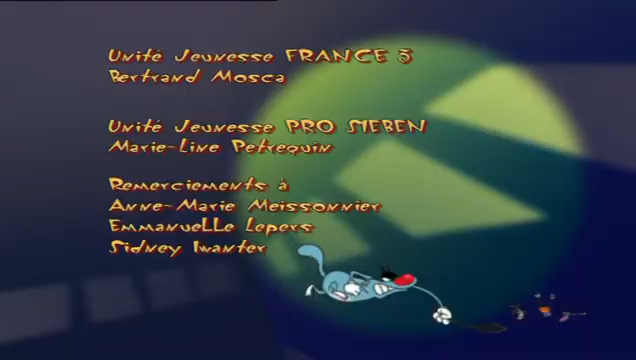 Unité Jeunesse FRANCE 3
Bertrand Mosca
Unité Jeunesse PRO SIEBEN
Marie-Line Petrequin
Remerciements à
Anne-Marie Meissonnier
Emmanuelle Lepers
Sidney Iwanter